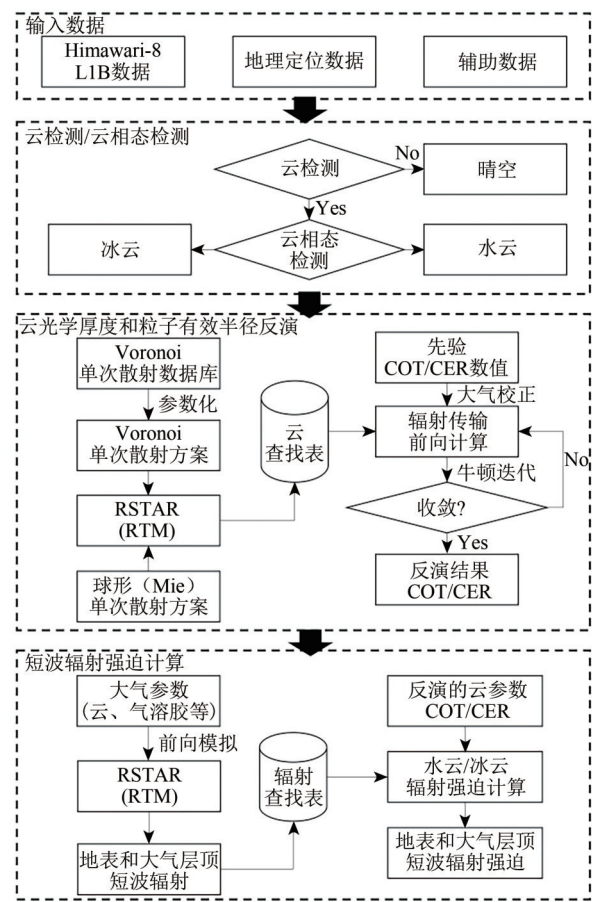 输入数据
Himawari-8
L1B数据
地理定位数据
辅助数据
云检测/云相态检测
云检测
No
晴空
Yes
冰云
云相态
检测
水云
云光学厚度和粒子有效半径反演
Voronoi
单次散射数据库
参数化
Voronoi
单次散射方案
RSTAR
(RTM)
球形（Mie）
单次散射方案
云
查找表
先验
COT/CER数值
大气校正
辐射传输
前向计算
牛顿迭代
No
收敛?
Yes
反演结果
COT/CER
短波辐射强迫计算
大气参数
(云、气溶胶等)
前向模拟
RSTAR
(RTM)
地表和大气层顶
短波辐射
辐射
查找表
反演的云参数
COT/CER
水云/冰云
辐射强迫计算
地表和大气层顶
短波辐射强迫